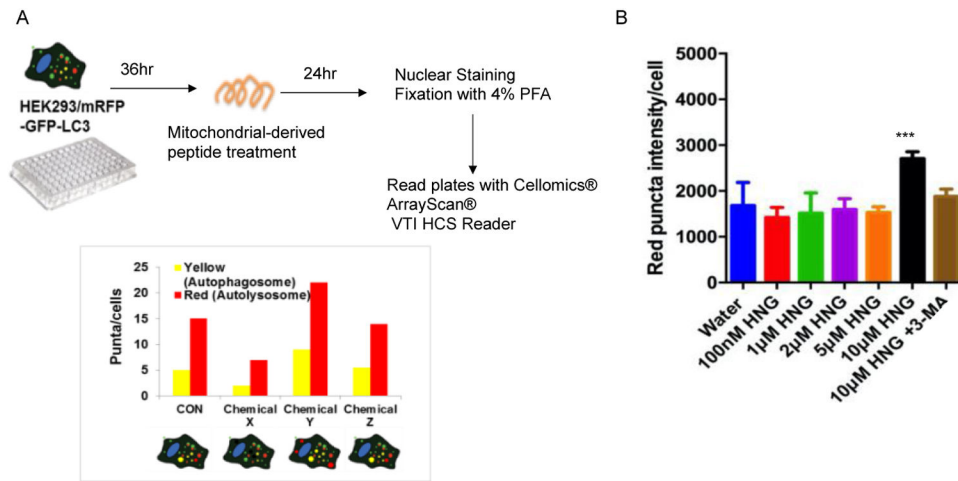 A
36hr
24hr
HEK293/mRFP
-GFP-LC3
Mitochondrial-derived
peptide treatment
Nuclear Staining
Fixation with 4% PFA
Read plates with Cellomics®
ArrayScan®
VTI HCS Reader
25
20
15
10
5
0
Punta/cells
Yellow
(Autophagosome)
Red (Autolysosome)
CON
Chemical
X
Chemical
Y
Chemical
Z
B
Red puncta intensity/cell
5000
4000
3000
2000
1000
0
***
Water
100nM HNG
1µM HNG
2µM HNG
5µM HNG
10µM HNG
10µM HNG +3-MA